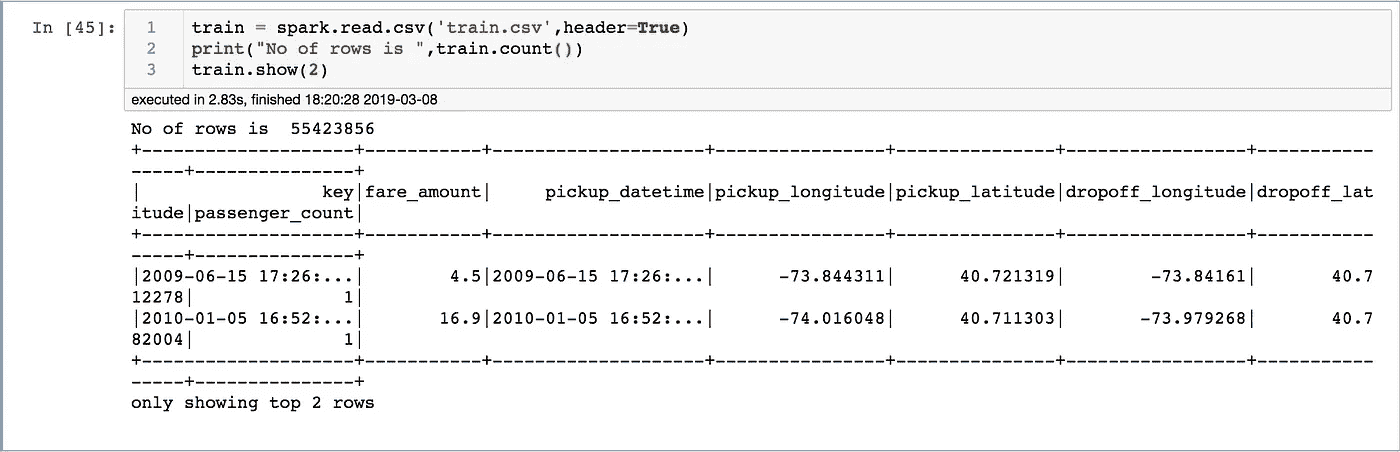 In [45]:
1 train = spark.read.csv('train.csv',header=True)
2 print("No of rows is ",train.count())
3 train.show(2)
executed in 2.83s, finished 18:20:28 2019-03-08
No of rows is  55423856
+--------------------+-----------+--------------------+----------------+---------------+-----------------+-----------
-----+---------------+
|                 key|fare_amount|     pickup_datetime|pickup_longitude|pickup_latitude|dropoff_longitude|dropoff_lat
itude|passenger_count|
+--------------------+-----------+--------------------+----------------+---------------+-----------------+-----------
-----+---------------+
|2009-06-15 17:26:...|        4.5|2009-06-15 17:26:...|      -73.844311|      40.721319|        -73.84161|       40.7
12278|              1|
|2010-01-05 16:52:...|       16.9|2010-01-05 16:52:...|      -74.016048|      40.711303|       -73.979268|       40.7
82004|              1|
+--------------------+-----------+--------------------+----------------+---------------+-----------------+-----------
-----+---------------+
only showing top 2 rows